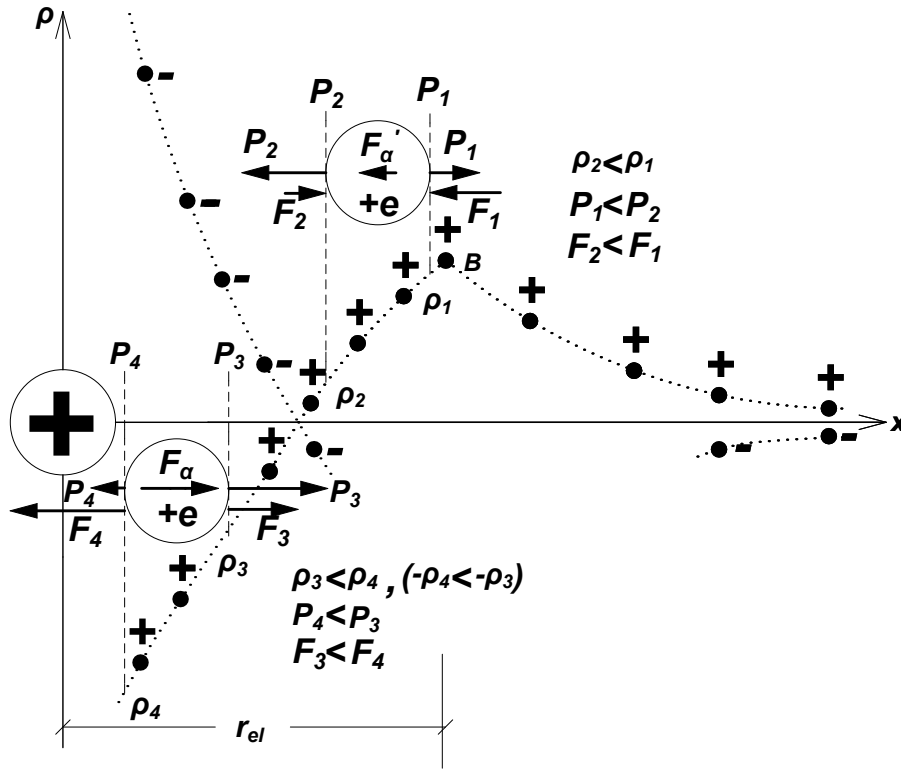 ρ
P₂ P₁
P₂ Fα' P₁
F₂ +e F₁
ρ₂<ρ₁
P₁<P₂
F₂<F₁
B
ρ₁
P₄ P₃
ρ₂
x
Fα
P₄ P₃
F₄ +e F₃
ρ₃
ρ₃<ρ₄ , (-ρ₄<-ρ₃)
P₄<P₃
F₃<F₄
ρ₄
rₑₗ